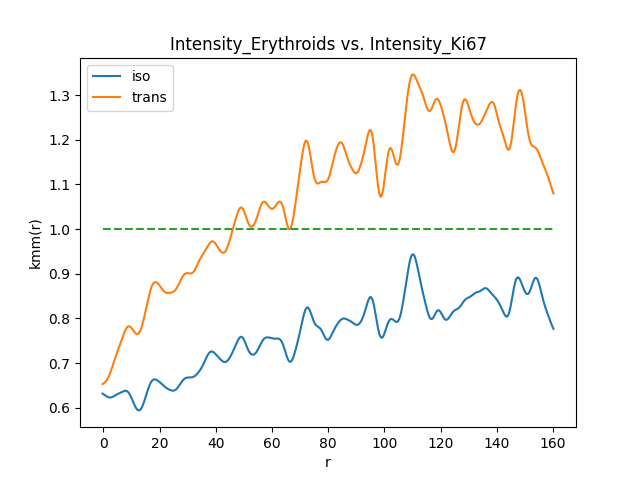 Intensity_Erythroids vs. Intensity_Ki67
iso
trans
kmm(r)
1.3
1.2
1.1
1.0
0.9
0.8
0.7
0.6
0 20 40 60 80 100 120 140 160
r